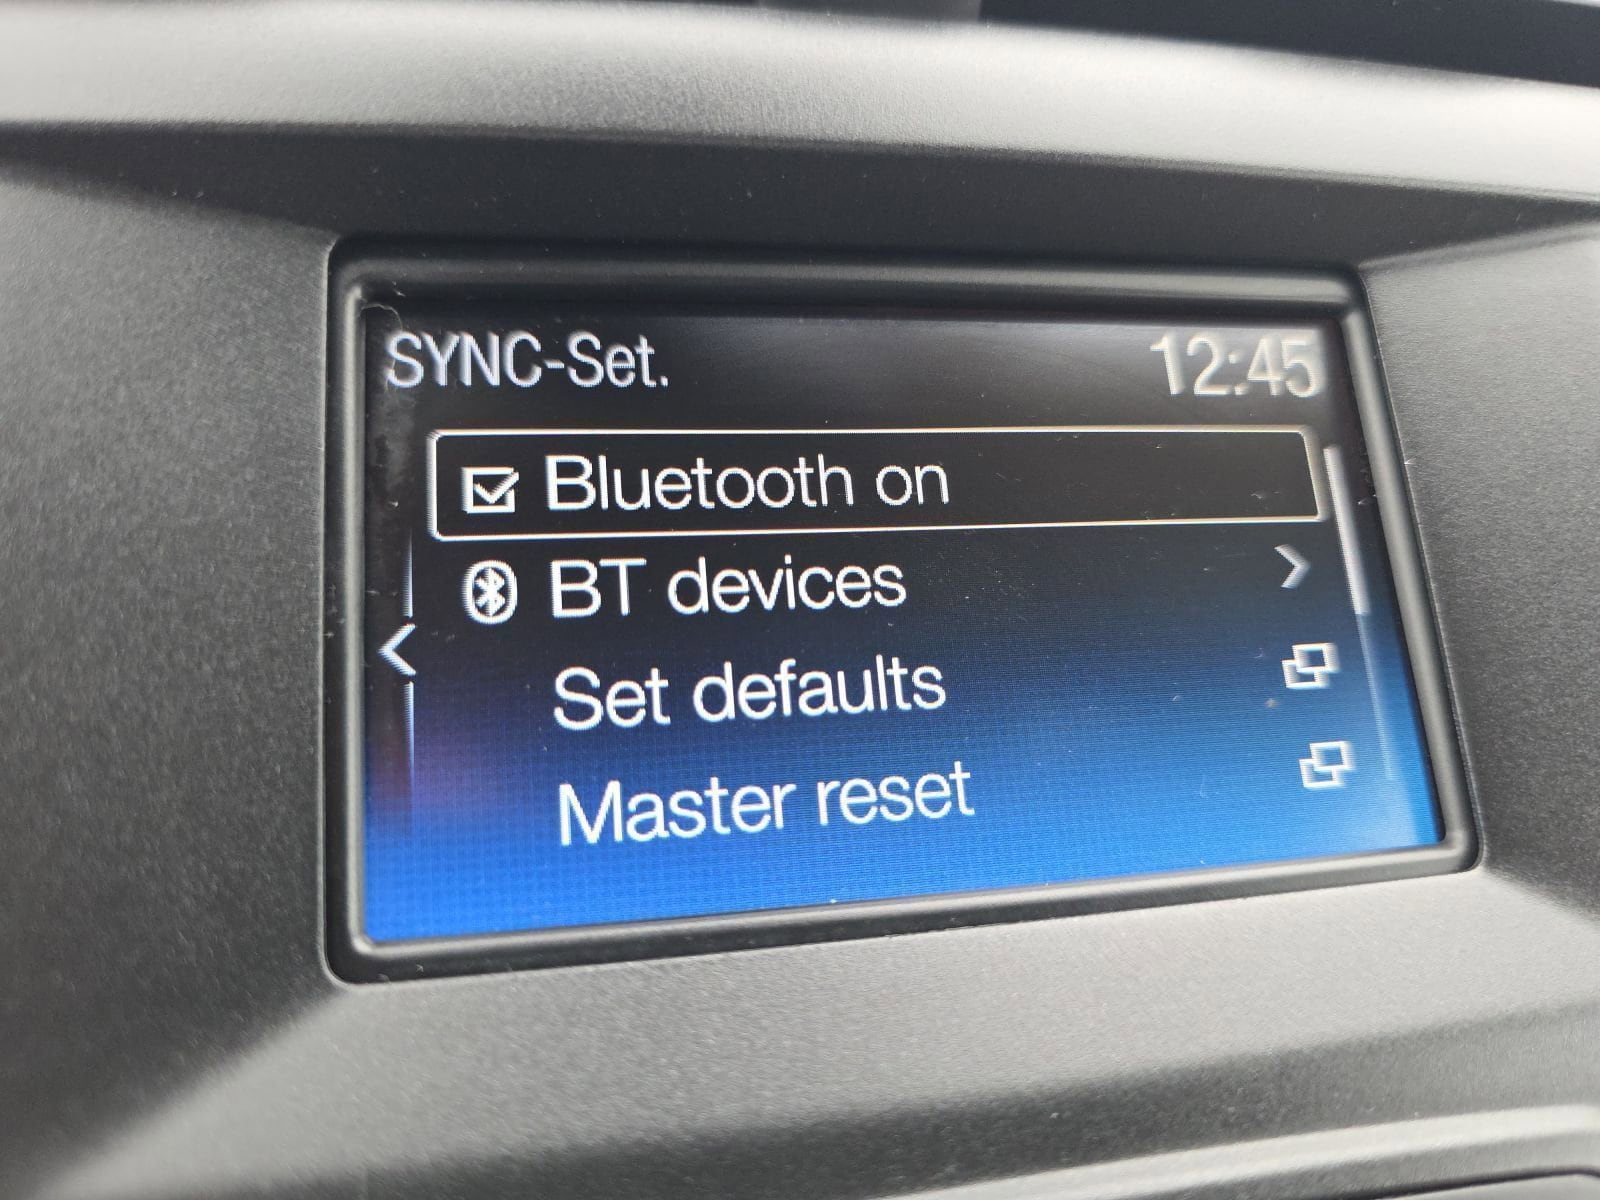 SYNC-Set. 12:45
Bluetooth on
BT devices
Set defaults
Master reset